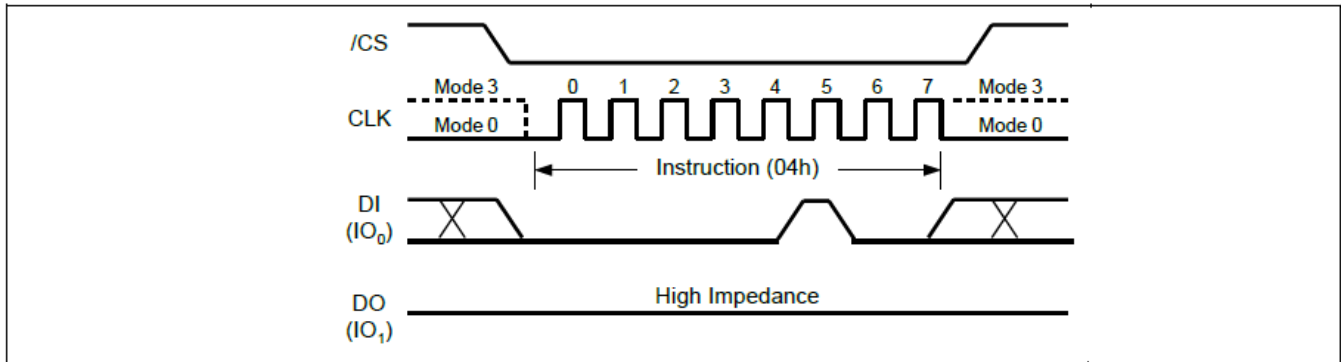 /CS
Mode 3 0 1 2 3 4 5 6 7 Mode 3
CLK
Mode 0 Mode 0
Instruction (04h)
DI
(IO₀)
High Impedance
DO
(IO₁)